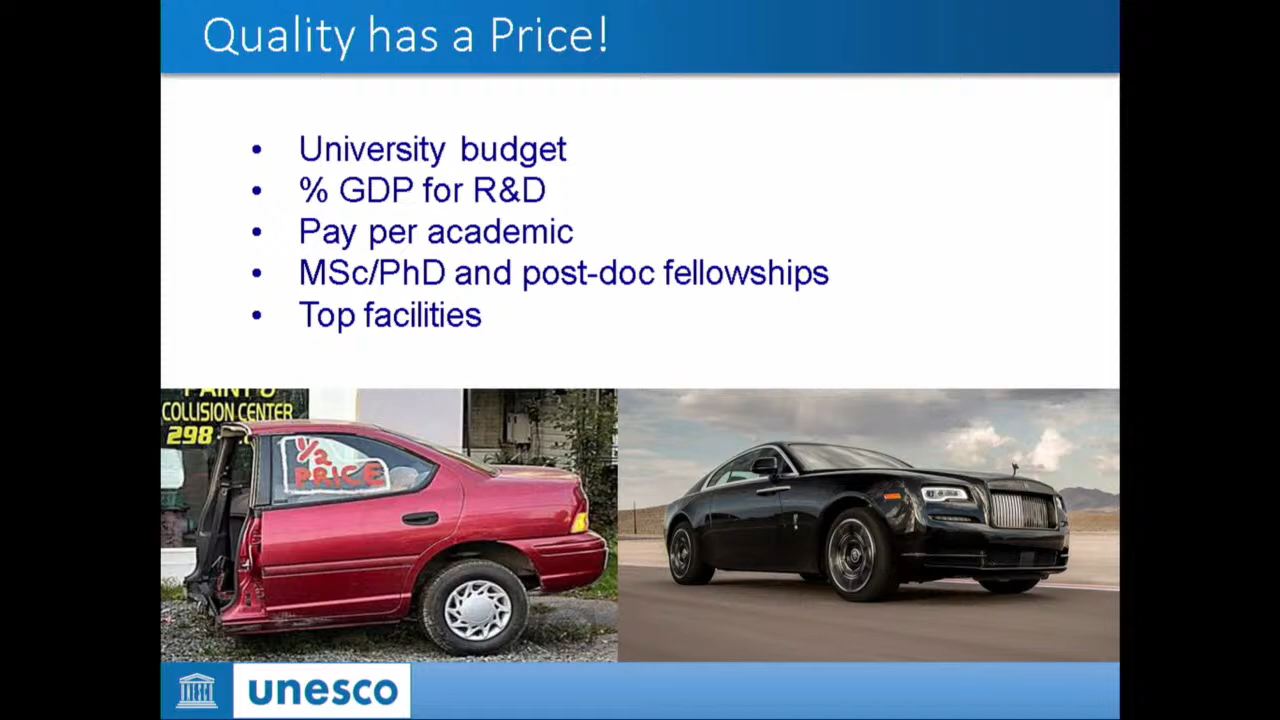 Quality has a Price!
• University budget
• % GDP for R&D
• Pay per academic
• MSc/PhD and post-doc fellowships
• Top facilities
COLLISION CENTER
298
1/2
PRICE
unesco